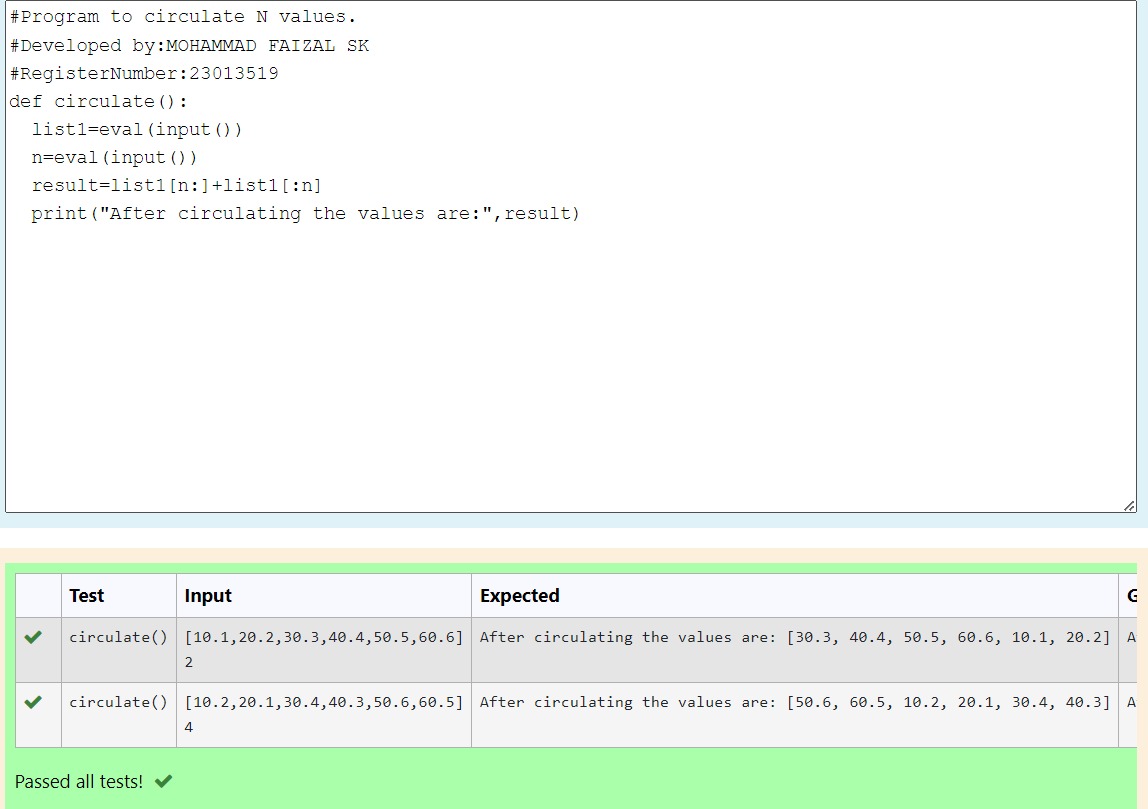 #Program to circulate N values.
#Developed by:MOHAMMAD FAIZAL SK
#RegisterNumber:23013519
def circulate():
  list1=eval(input())
  n=eval(input())
  result=list1[n:]+list1[:n]
  print("After circulating the values are:",result)
Test Input Expected G
circulate() [10.1,20.2,30.3,40.4,50.5,60.6] After circulating the values are: [30.3, 40.4, 50.5, 60.6, 10.1, 20.2] A
2
circulate() [10.2,20.1,30.4,40.3,50.6,60.5] After circulating the values are: [50.6, 60.5, 10.2, 20.1, 30.4, 40.3] A
4
Passed all tests!